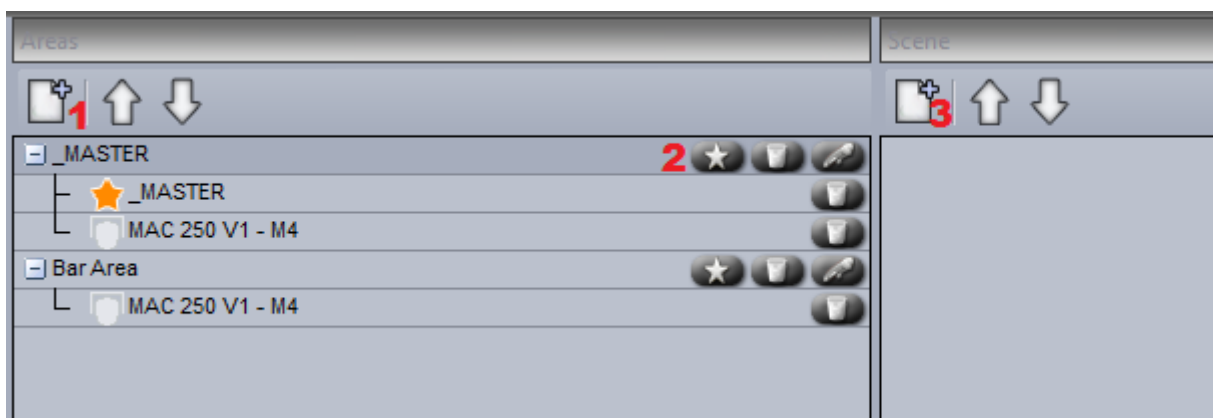 Areas
Scene
1
3
_MASTER
2
_MASTER
MAC 250 V1 - M4
Bar Area
MAC 250 V1 - M4